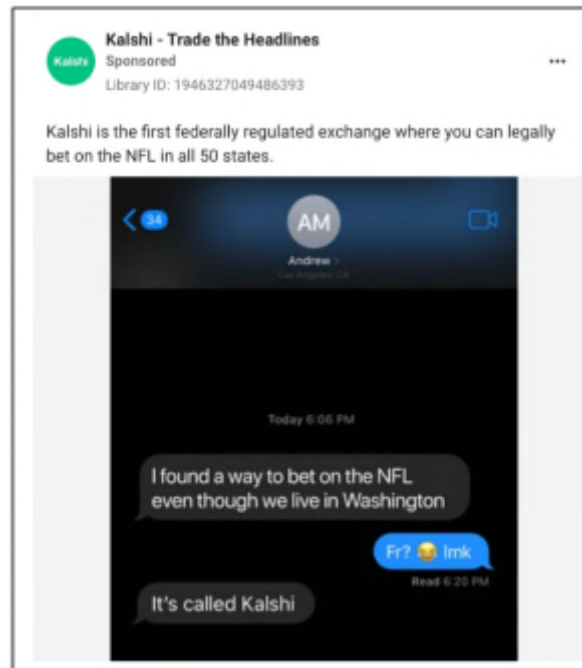 Kalshi - Trade the Headlines
Kalshi
Sponsored
Library ID: 1946327049486393
Kalshi is the first federally regulated exchange where you can legally
bet on the NFL in all 50 states.
34
AM
Andrew
Los Angeles, CA
Today 6:06 PM
I found a way to bet on the NFL
even though we live in Washington
Fr? 😂 lmk
Read 6:20 PM
It's called Kalshi